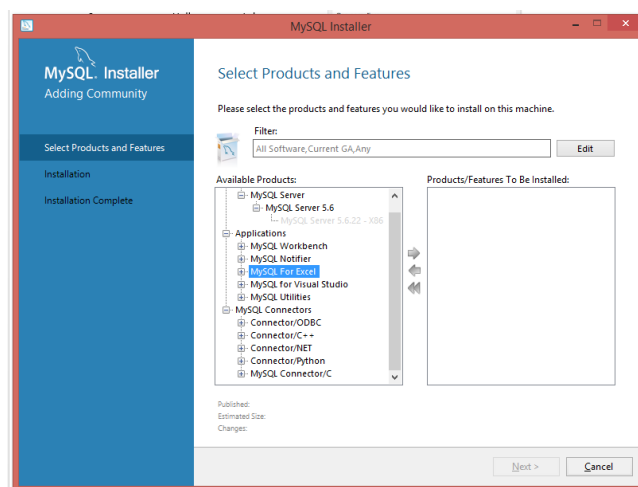 MySQL Installer
MySQL. Installer
Adding Community
Select Products and Features
Installation
Installation Complete
Select Products and Features
Please select the products and features you would like to install on this machine.
Filter:
All Software,Current GA,Any
Edit
Available Products:
MySQL Server
MySQL Server 5.6
MySQL Server 5.6.22 - X86
Applications
MySQL Workbench
MySQL Notifier
MySQL For Excel
MySQL for Visual Studio
MySQL Utilities
MySQL Connectors
Connector/ODBC
Connector/C++
Connector/NET
Connector/Python
MySQL Connector/C
Products/Features To Be Installed:
Published:
Estimated Size:
Changes:
Next >
Cancel